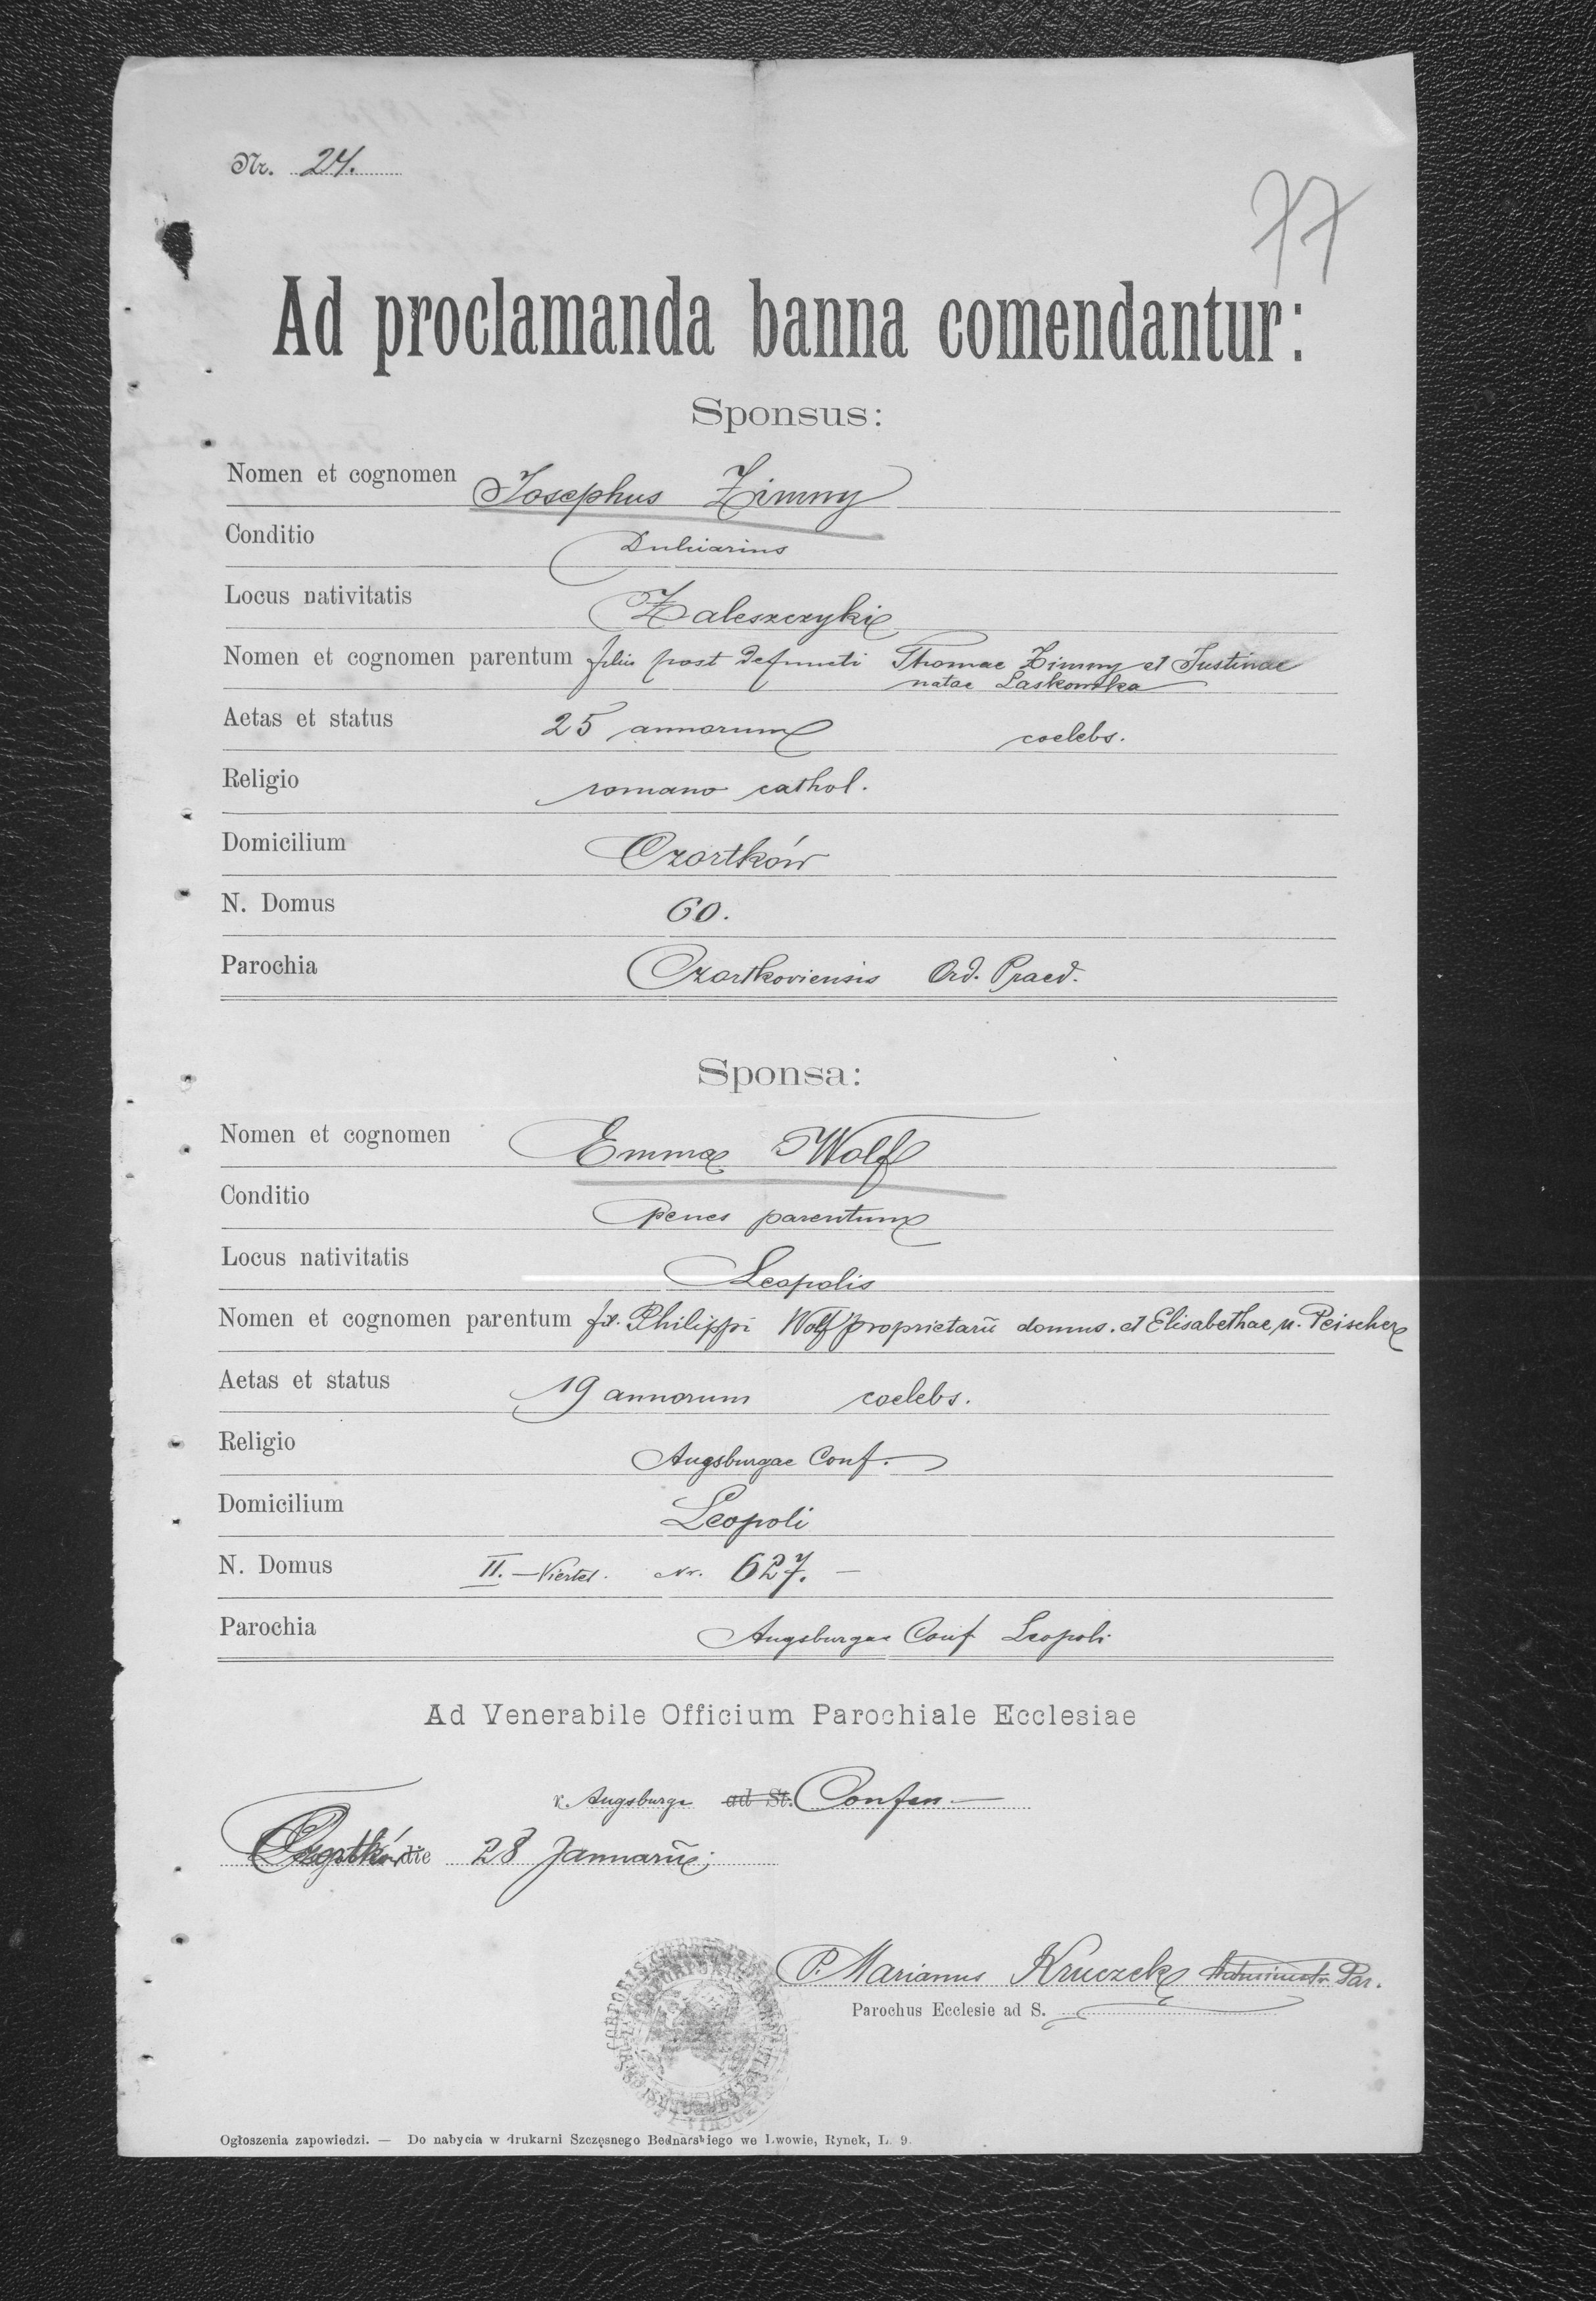 Nr. 24.
77
Ad proclamanda banna comendantur:
Sponsus:
Nomen et cognomen Josephus Zimny
Conditio Dulciarius
Locus nativitatis Zaleszczyki
Nomen et cognomen parentum filius post defuncti Thomae Zimny et Justinae
natae Laskowska
Aetas et status 25 annorum coelebs.
Religio romano cathol.
Domicilium Czortków
N. Domus 60.
Parochia Czortkoviensis Ord. Praed.
Sponsa:
Nomen et cognomen Emma Wolf
Conditio penes parentum
Locus nativitatis Leopolis
Nomen et cognomen parentum fil. Philippi Wolf proprietarii domus. et Elisabethae n. Peischer
Aetas et status 19 annorum coelebs.
Religio Augsburgae Conf.
Domicilium Leopoli
N. Domus II. Viertel. Nr. 627. —
Parochia Augsburgae Conf Leopoli
Ad Venerabile Officium Parochiale Ecclesiae
Augsburge ad St. Confes —
Czortków die 28 Januarii
P. Marianus Kruczek Administr. Par.
Parochus Ecclesie ad S.
Ogłoszenia zapowiedzi. — Do nabycia w drukarni Szczęsnego Bednarskiego we Lwowie, Rynek, L. 9.